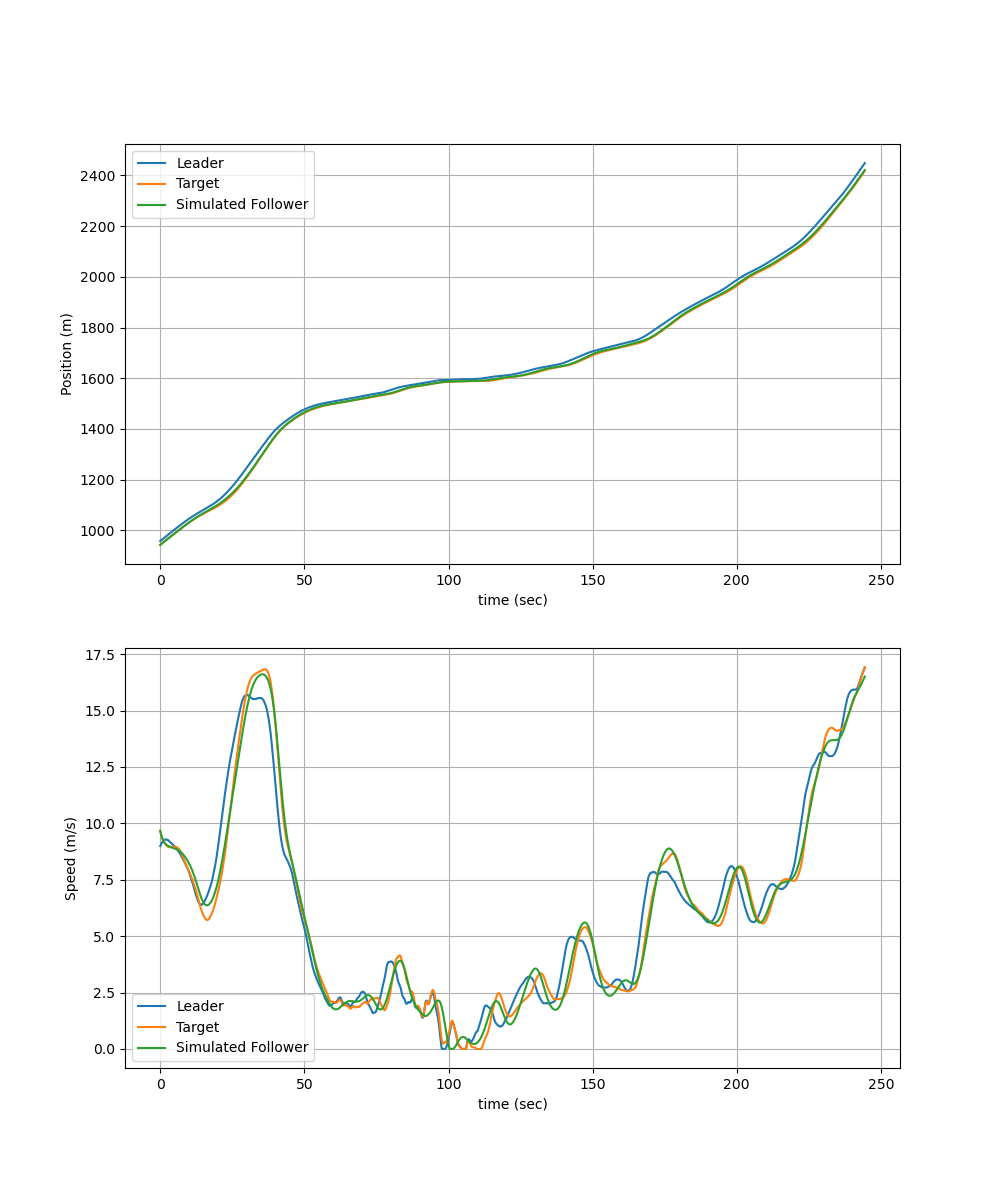 Leader
Target
Simulated Follower
2400
2200
2000
1800
1600
1400
1200
1000
Position (m)
0 50 100 150 200 250
time (sec)
17.5
15.0
12.5
10.0
7.5
5.0
2.5
0.0
Speed (m/s)
Leader
Target
Simulated Follower
0 50 100 150 200 250
time (sec)